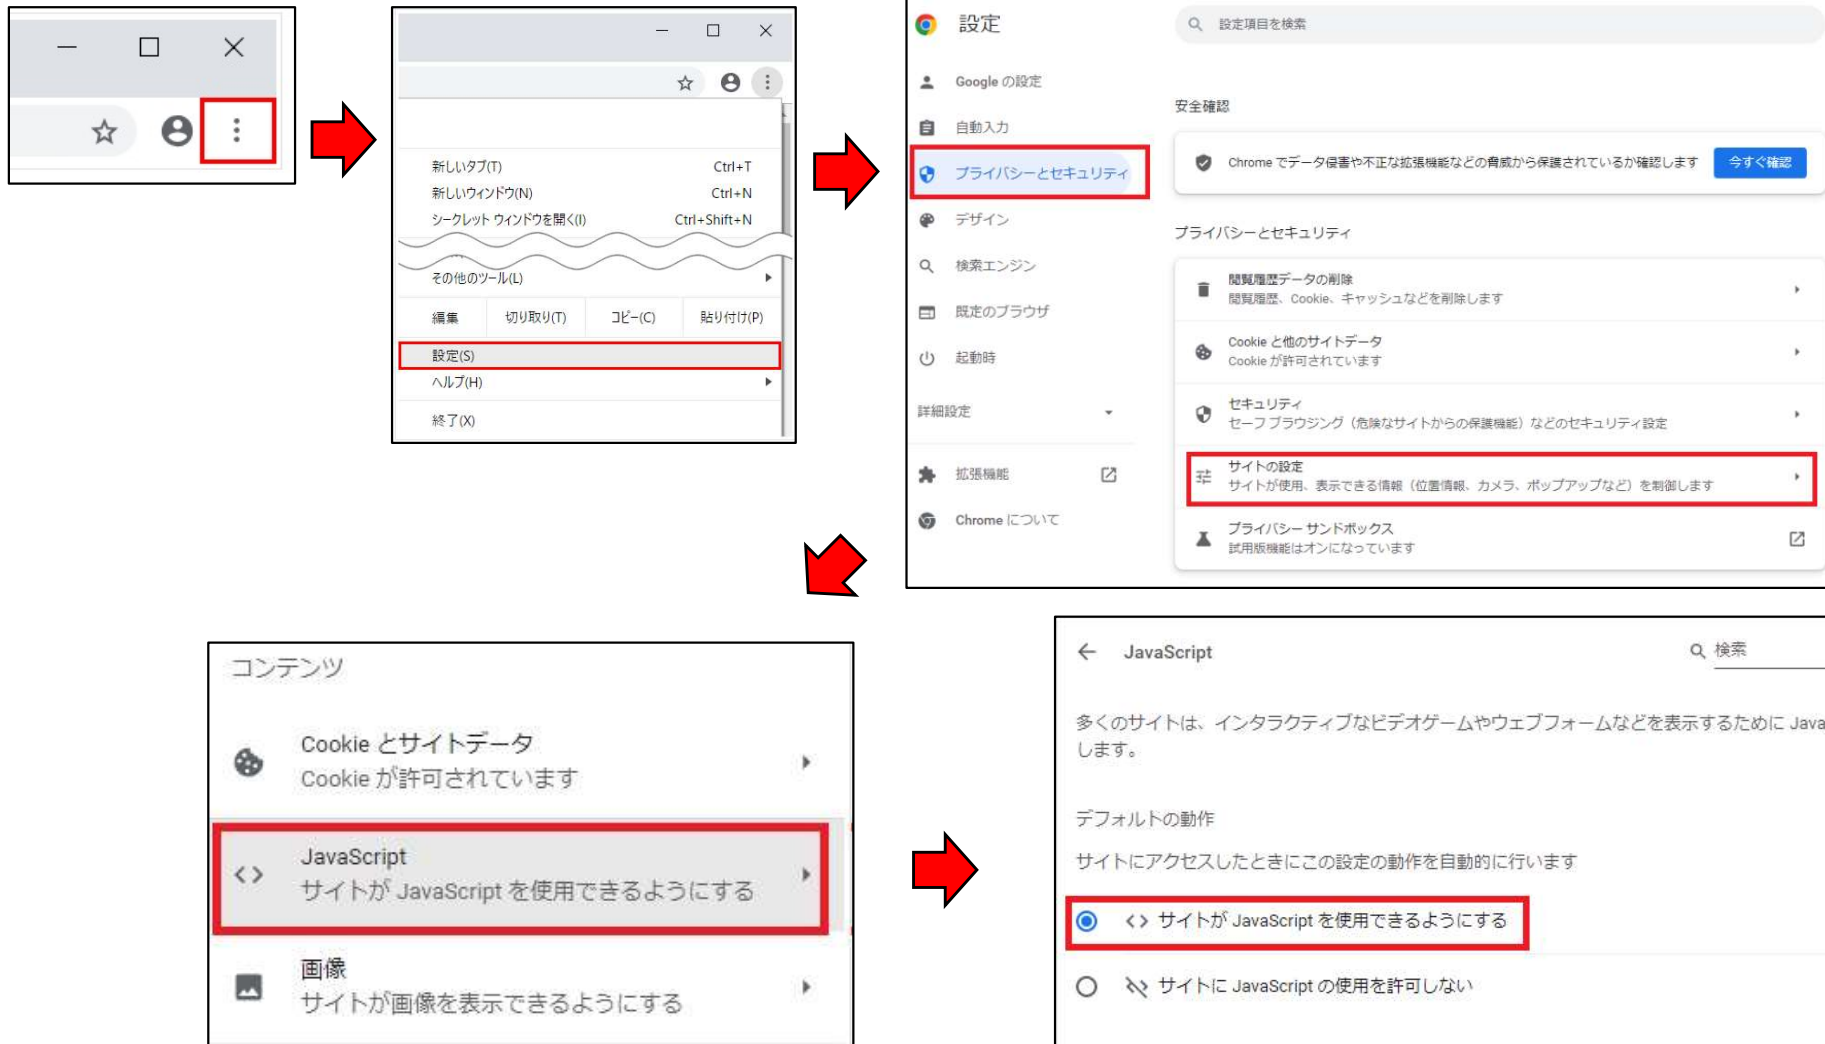 新しいタブ(T) Ctrl+T
新しいウィンドウ(N) Ctrl+N
シークレット ウィンドウを開く(I) Ctrl+Shift+N
その他のツール(L)
編集 切り取り(T) コピー(C) 貼り付け(P)
設定(S)
ヘルプ(H)
終了(X)
設定
設定項目を検索
Google の設定
自動入力
プライバシーとセキュリティ
デザイン
検索エンジン
既定のブラウザ
起動時
詳細設定
拡張機能
Chrome について
安全確認
Chrome でデータ侵害や不正な拡張機能などの脅威から保護されているか確認します 今すぐ確認
プライバシーとセキュリティ
閲覧履歴データの削除
閲覧履歴、Cookie、キャッシュなどを削除します
Cookie と他のサイトデータ
Cookie が許可されています
セキュリティ
セーフ ブラウジング（危険なサイトからの保護機能）などのセキュリティ設定
サイトの設定
サイトが使用、表示できる情報（位置情報、カメラ、ポップアップなど）を制御します
プライバシー サンドボックス
試用版機能はオンになっています
コンテンツ
Cookie とサイトデータ
Cookie が許可されています
JavaScript
サイトが JavaScript を使用できるようにする
画像
サイトが画像を表示できるようにする
JavaScript 検索
多くのサイトは、インタラクティブなビデオゲームやウェブフォームなどを表示するために Java
します。
デフォルトの動作
サイトにアクセスしたときにこの設定の動作を自動的に行います
サイトが JavaScript を使用できるようにする
サイトに JavaScript の使用を許可しない